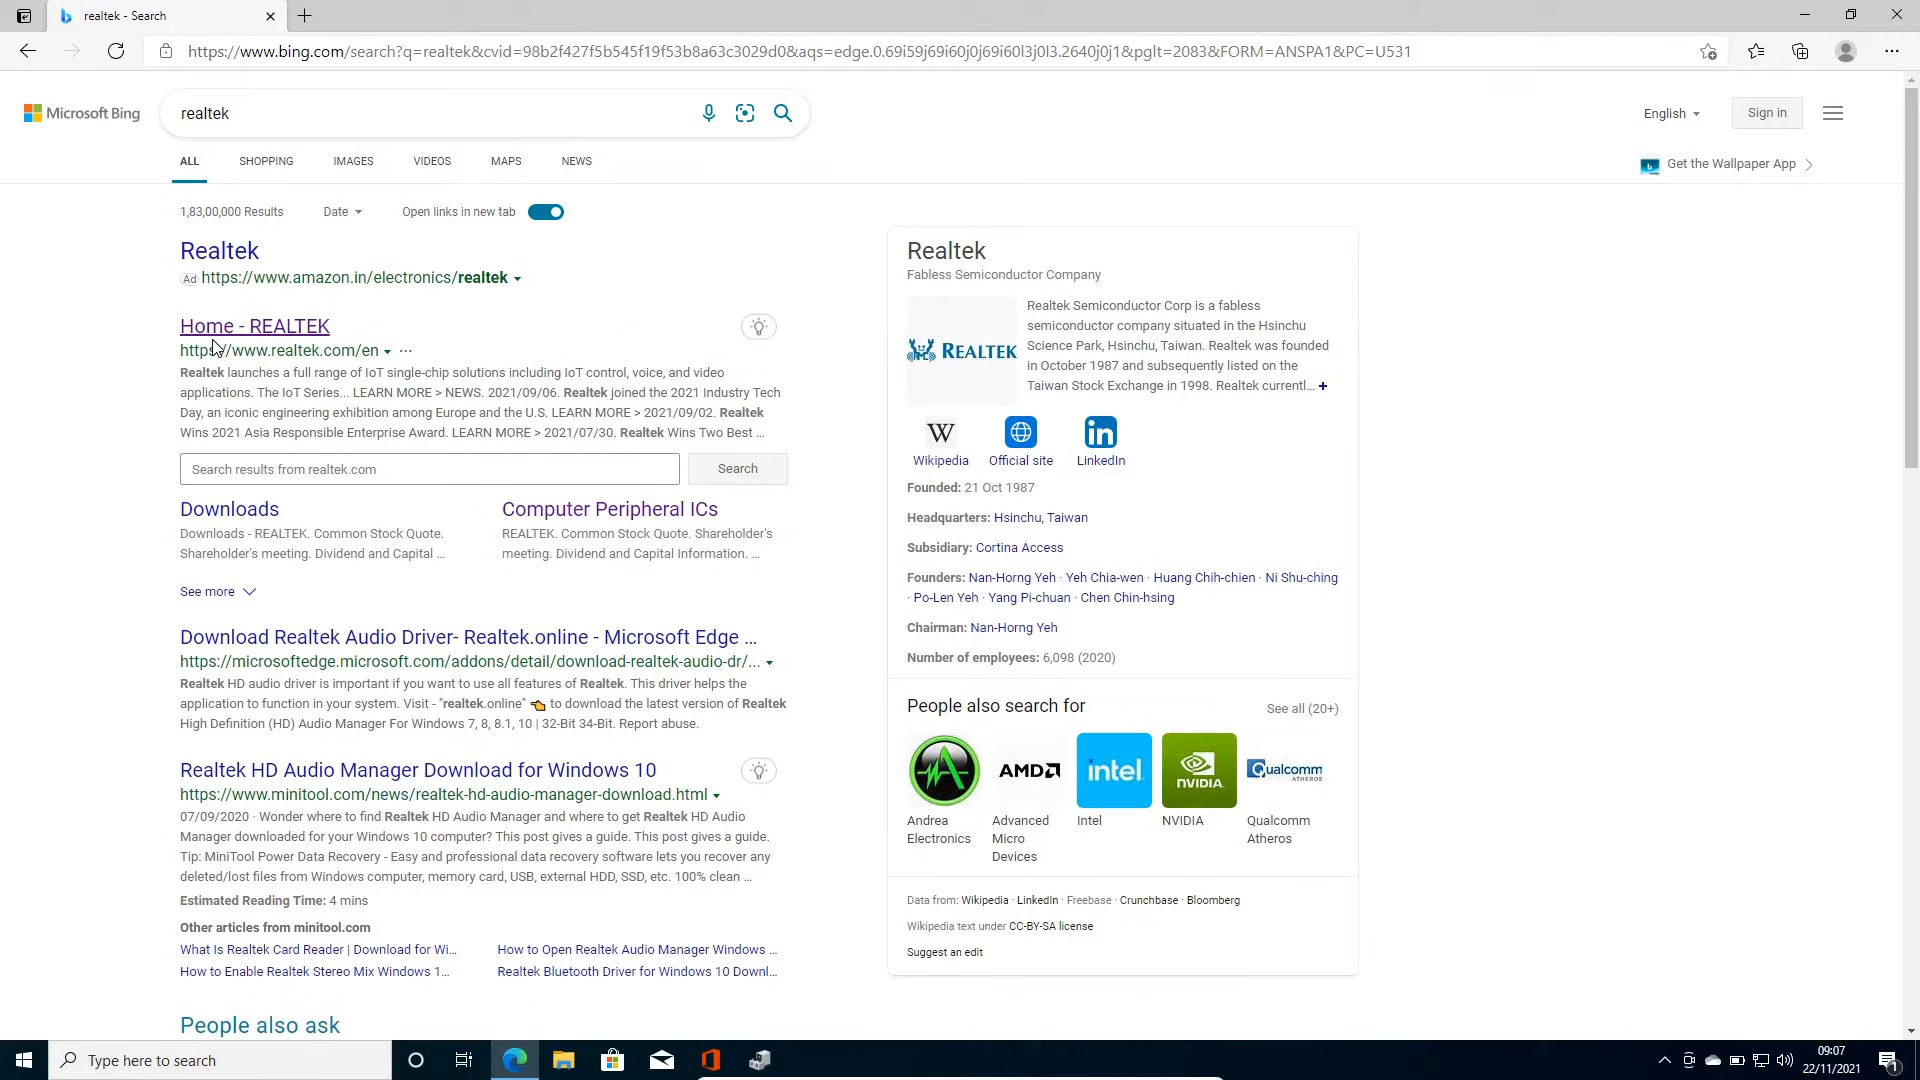 realtek - Search
https://www.bing.com/search?q=realtek&cvid=98b2f427f5b545f19f53b8a63c3029d0&aqs=edge.0.69i59j69i60j0j69i60l3j0l3.2640j0j1&pglt=2083&FORM=ANSPA1&PC=U531
Microsoft Bing
realtek
English
Sign in
ALL SHOPPING IMAGES VIDEOS MAPS NEWS
Get the Wallpaper App
1,83,00,000 Results Date Open links in new tab
Realtek
Ad https://www.amazon.in/electronics/realtek
Home - REALTEK
https://www.realtek.com/en ...
Realtek launches a full range of IoT single-chip solutions including IoT control, voice, and video
applications. The IoT Series... LEARN MORE > NEWS. 2021/09/06. Realtek joined the 2021 Industry Tech
Day, an iconic engineering exhibition among Europe and the U.S. LEARN MORE > 2021/09/02. Realtek
Wins 2021 Asia Responsible Enterprise Award. LEARN MORE > 2021/07/30. Realtek Wins Two Best ...
Search results from realtek.com
Search
Downloads
Downloads - REALTEK. Common Stock Quote.
Shareholder's meeting. Dividend and Capital ...
Computer Peripheral ICs
REALTEK. Common Stock Quote. Shareholder's
meeting. Dividend and Capital Information. ...
See more
Download Realtek Audio Driver- Realtek.online - Microsoft Edge ...
https://microsoftedge.microsoft.com/addons/detail/download-realtek-audio-dr/...
Realtek HD audio driver is important if you want to use all features of Realtek. This driver helps the
application to function in your system. Visit - "realtek.online" 👈 to download the latest version of Realtek
High Definition (HD) Audio Manager For Windows 7, 8, 8.1, 10 | 32-Bit 34-Bit. Report abuse.
Realtek HD Audio Manager Download for Windows 10
https://www.minitool.com/news/realtek-hd-audio-manager-download.html
07/09/2020 · Wonder where to find Realtek HD Audio Manager and where to get Realtek HD Audio
Manager downloaded for your Windows 10 computer? This post gives a guide. This post gives a guide.
Tip: MiniTool Power Data Recovery - Easy and professional data recovery software lets you recover any
deleted/lost files from Windows computer, memory card, USB, external HDD, SSD, etc. 100% clean ...
Estimated Reading Time: 4 mins
Other articles from minitool.com
What Is Realtek Card Reader | Download for Wi...
How to Open Realtek Audio Manager Windows ...
How to Enable Realtek Stereo Mix Windows 1...
Realtek Bluetooth Driver for Windows 10 Downl...
People also ask
Realtek
Fabless Semiconductor Company
REALTEK
Realtek Semiconductor Corp is a fabless
semiconductor company situated in the Hsinchu
Science Park, Hsinchu, Taiwan. Realtek was founded
in October 1987 and subsequently listed on the
Taiwan Stock Exchange in 1998. Realtek currentl... +
W
in
Wikipedia Official site LinkedIn
Founded: 21 Oct 1987
Headquarters: Hsinchu, Taiwan
Subsidiary: Cortina Access
Founders: Nan-Horng Yeh · Yeh Chia-wen · Huang Chih-chien · Ni Shu-ching
· Po-Len Yeh · Yang Pi-chuan · Chen Chin-hsing
Chairman: Nan-Horng Yeh
Number of employees: 6,098 (2020)
People also search for
See all (20+)
AMD
intel.
NVIDIA.
Qualcomm
ATHEROS
Andrea
Electronics
Advanced
Micro
Devices
Intel
NVIDIA
Qualcomm
Atheros
Data from: Wikipedia · LinkedIn · Freebase · Crunchbase · Bloomberg
Wikipedia text under CC-BY-SA license
Suggest an edit
Type here to search
09:07
22/11/2021
1